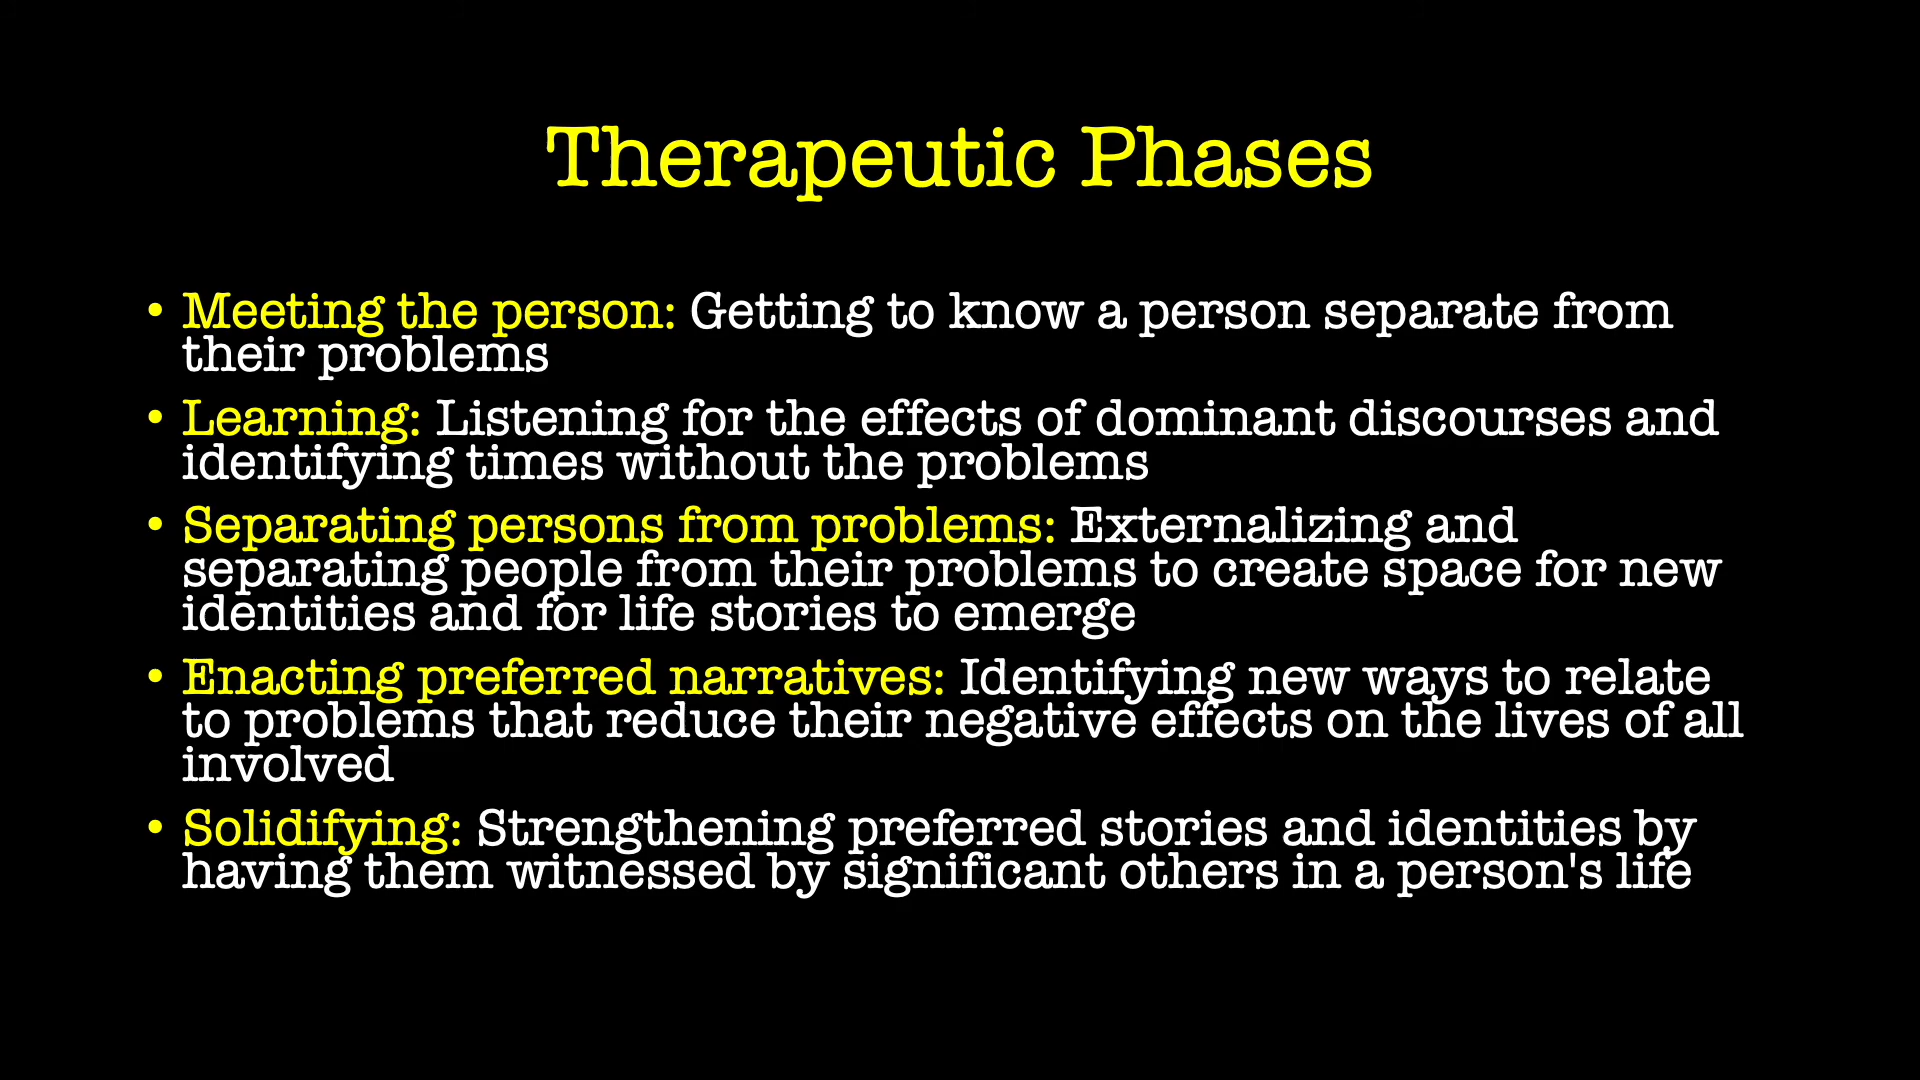 Therapeutic Phases
• Meeting the person: Getting to know a person separate from
their problems
• Learning: Listening for the effects of dominant discourses and
identifying times without the problems
• Separating persons from problems: Externalizing and
separating people from their problems to create space for new
identities and for life stories to emerge
• Enacting preferred narratives: Identifying new ways to relate
to problems that reduce their negative effects on the lives of all
involved
• Solidifying: Strengthening preferred stories and identities by
having them witnessed by significant others in a person's life